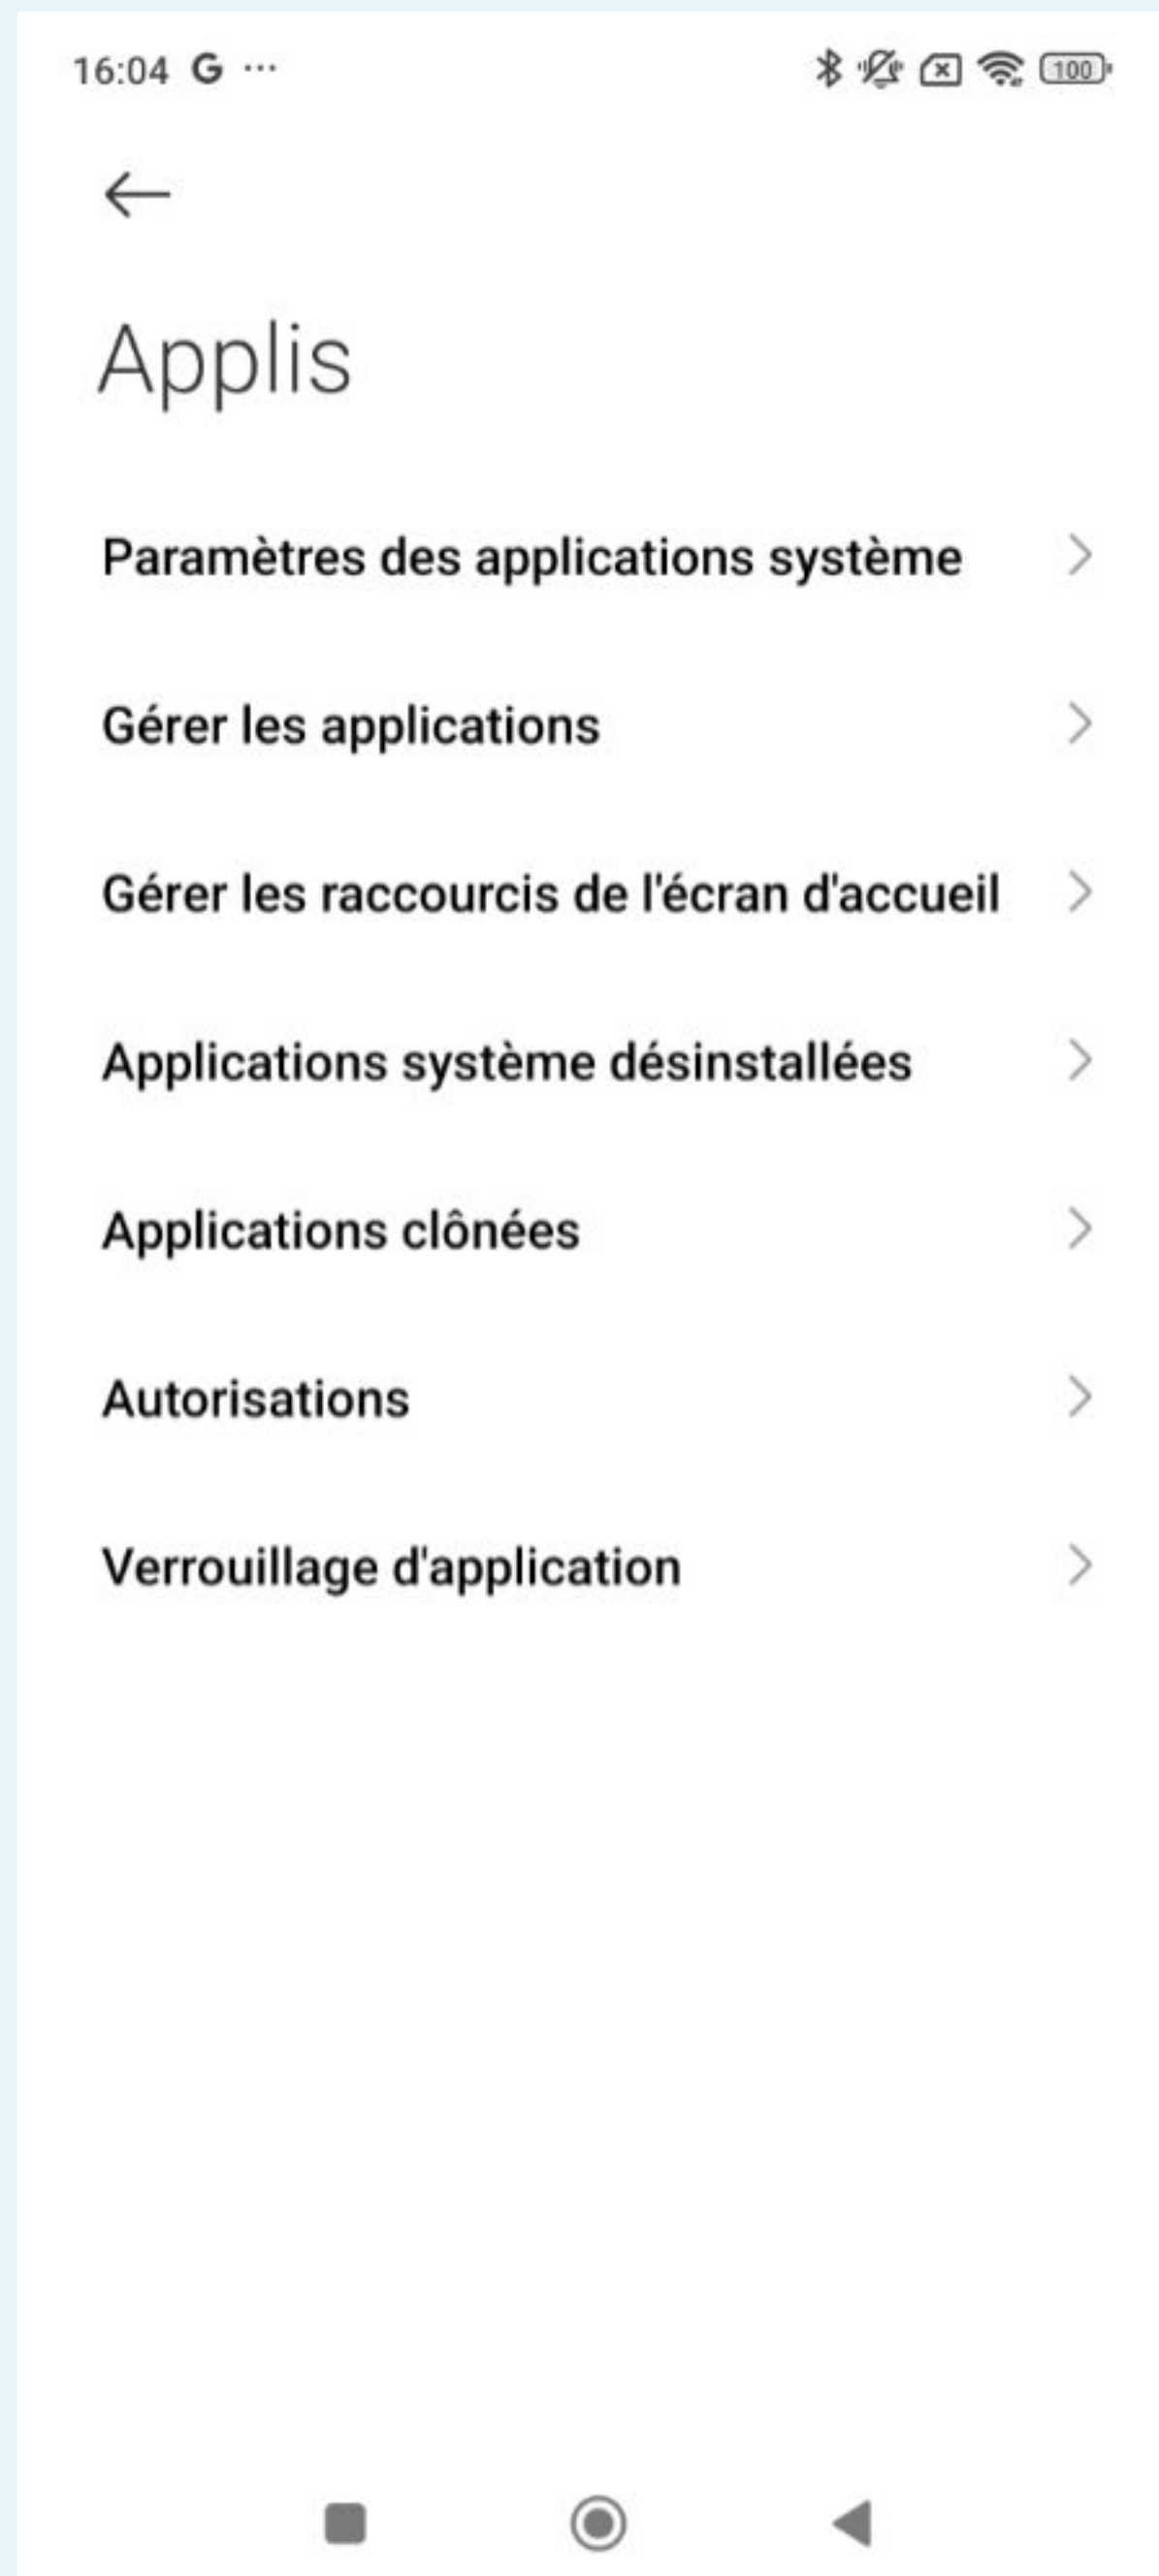 16:04 G ...
100
Applis
Paramètres des applications système
Gérer les applications
Gérer les raccourcis de l'écran d'accueil
Applications système désinstallées
Applications clônées
Autorisations
Verrouillage d'application